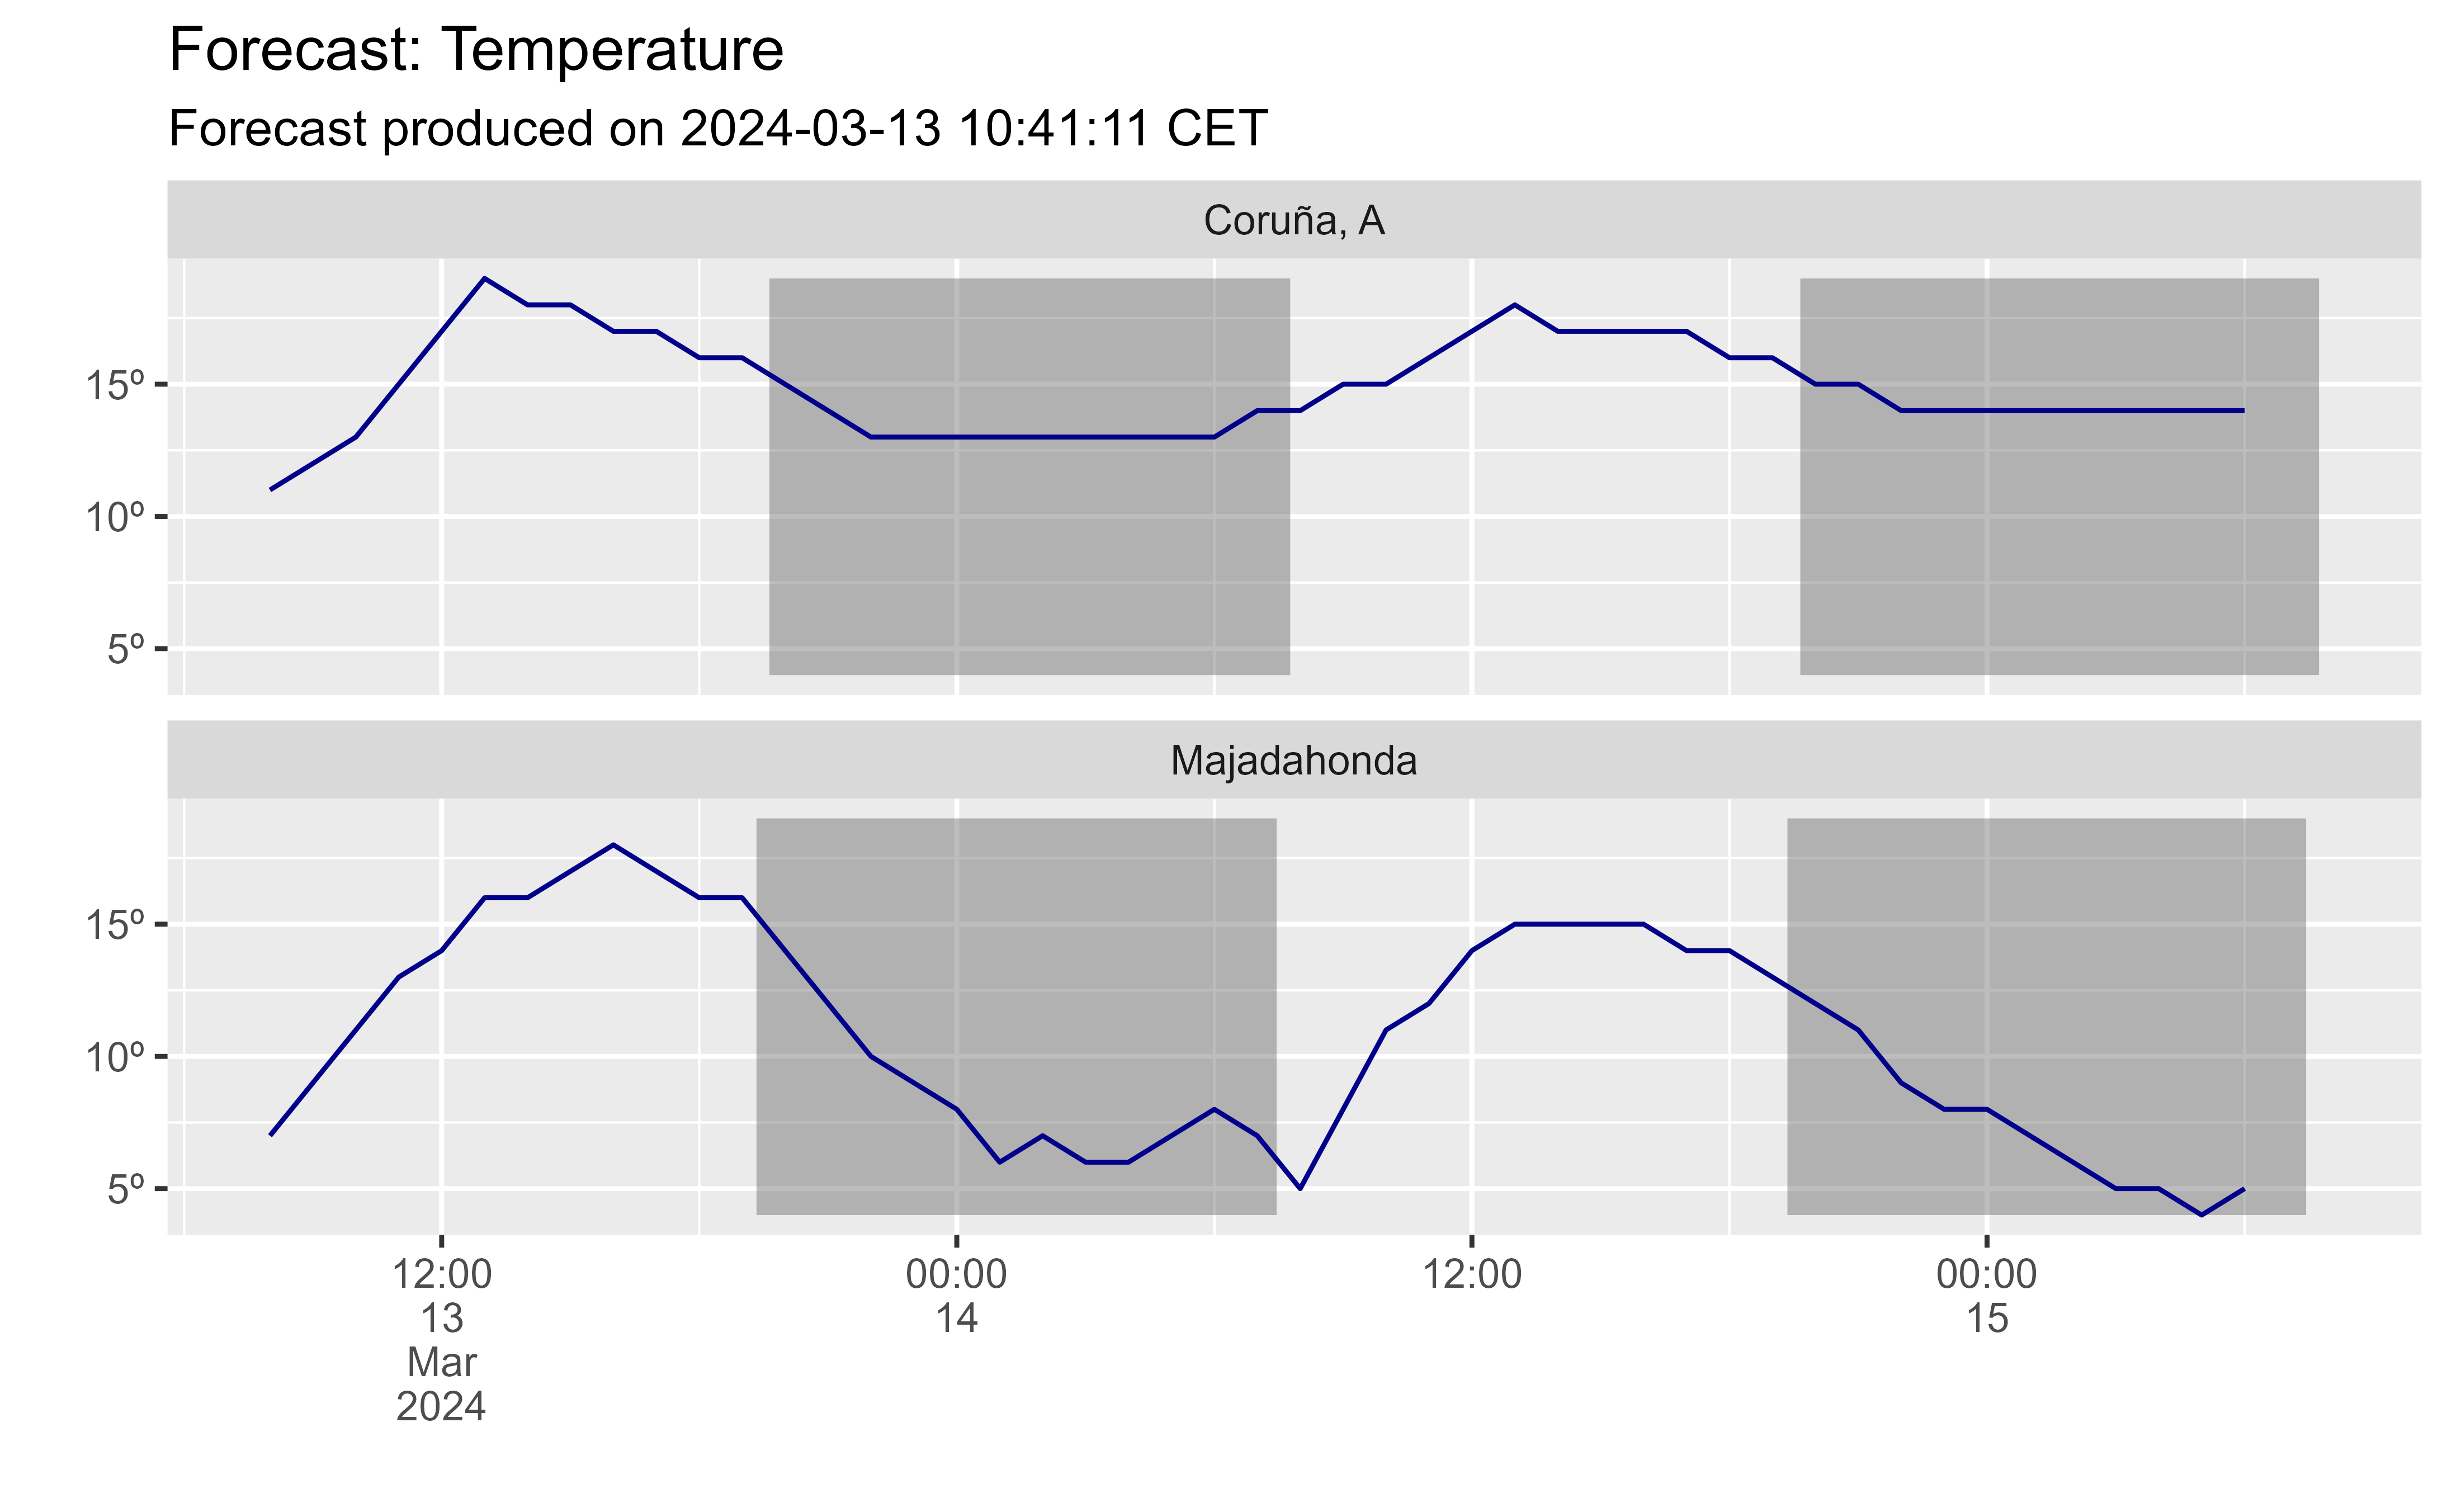 Forecast: Temperature
Forecast produced on 2024-03-13 10:41:11 CET
Coruña, A
15º
10º
5º
Majadahonda
15º
10º
5º
12:00 00:00 12:00 00:00
13 14 15
Mar
2024